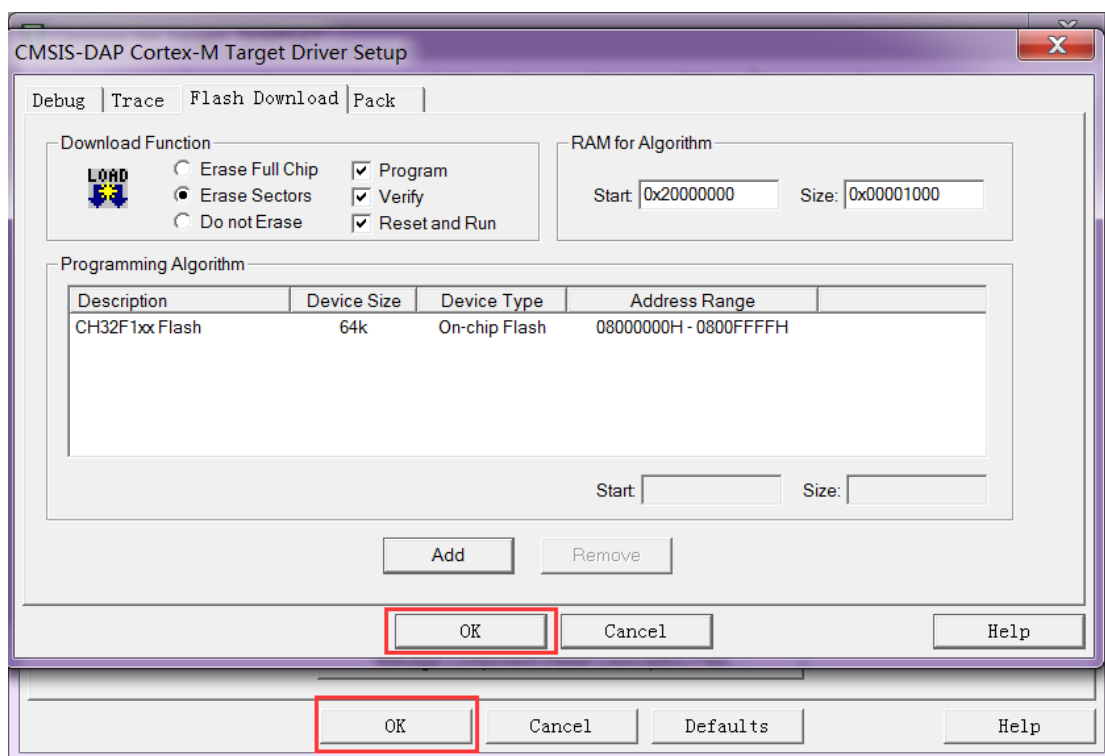 CMSIS-DAP Cortex-M Target Driver Setup
Debug Trace Flash Download Pack
Download Function
LOAD
Erase Full Chip
Erase Sectors
Do not Erase
Program
Verify
Reset and Run
RAM for Algorithm
Start: 0x20000000 Size: 0x00001000
Programming Algorithm
Description Device Size Device Type Address Range
CH32F1xx Flash 64k On-chip Flash 08000000H - 0800FFFFH
Start: Size:
Add Remove
OK Cancel Help
OK Cancel Defaults Help